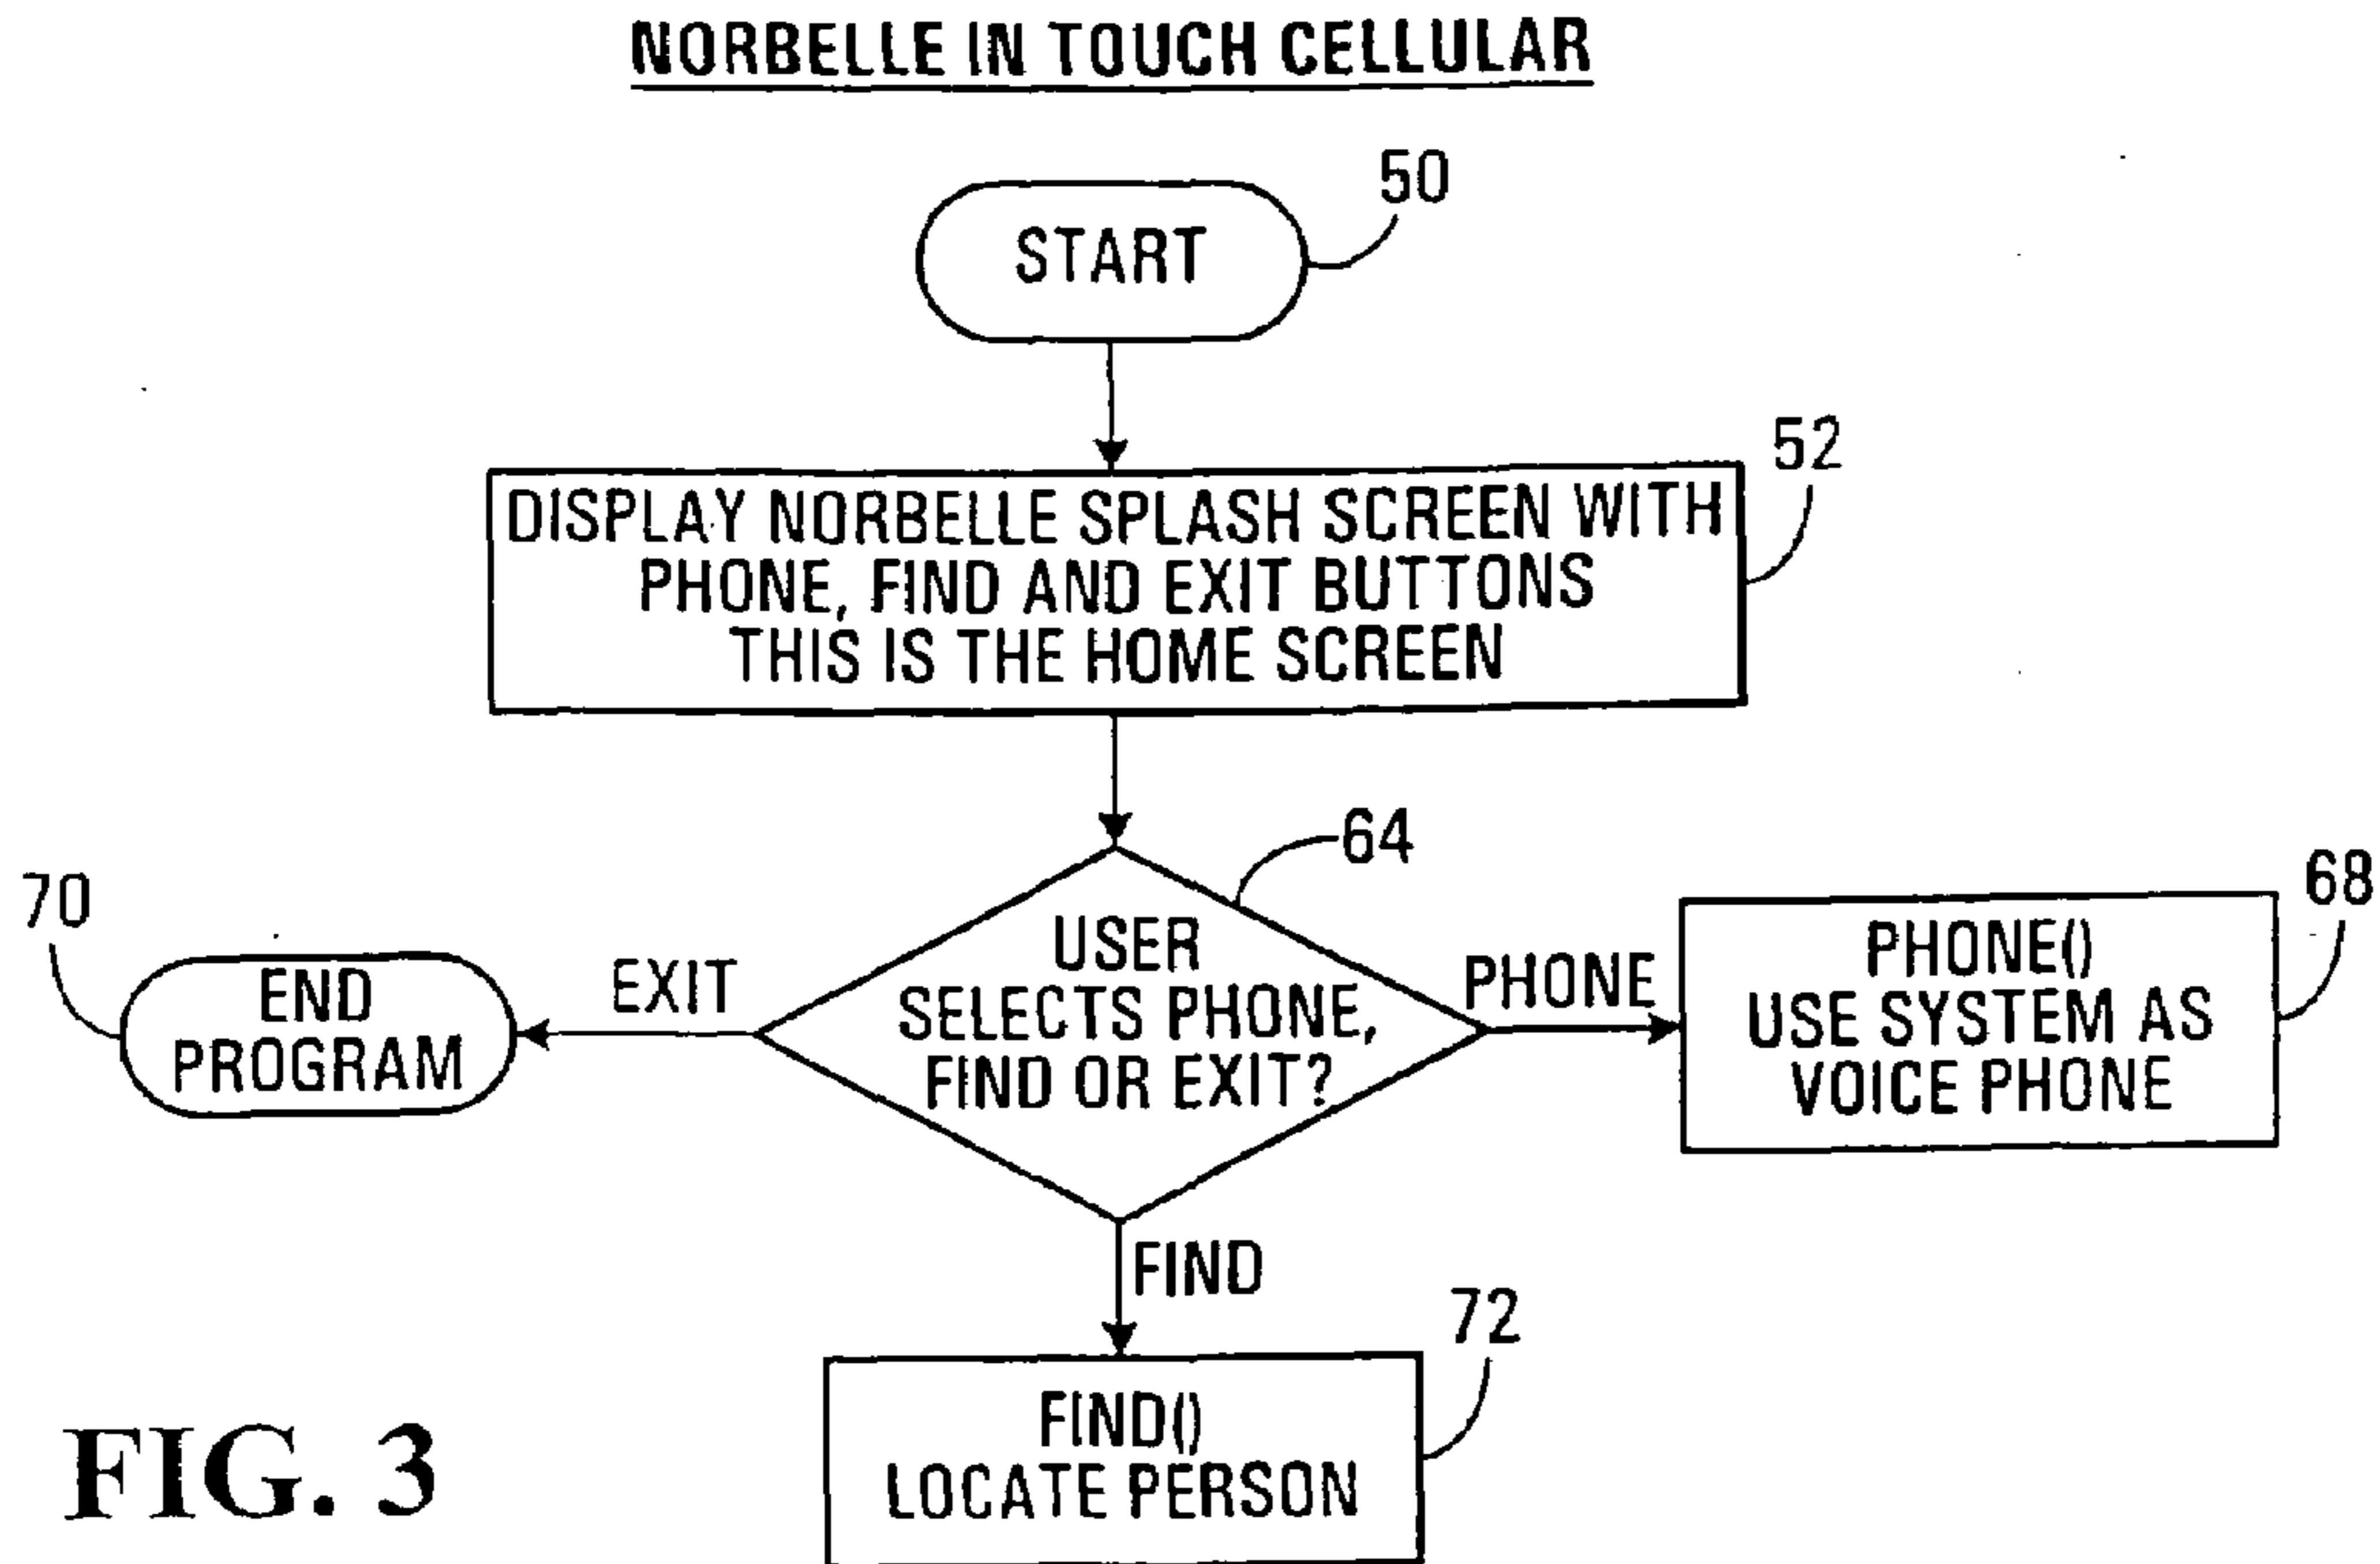 NORBELLE IN TOUCH CELLULAR
50
START
52
DISPLAY NORBELLE SPLASH SCREEN WITH
PHONE, FIND AND EXIT BUTTONS
THIS IS THE HOME SCREEN
64
70
68
END
PROGRAM
EXIT
USER
SELECTS PHONE,
FIND OR EXIT?
PHONE
PHONE()
USE SYSTEM AS
VOICE PHONE
FIND
72
FIND()
LOCATE PERSON
FIG. 3